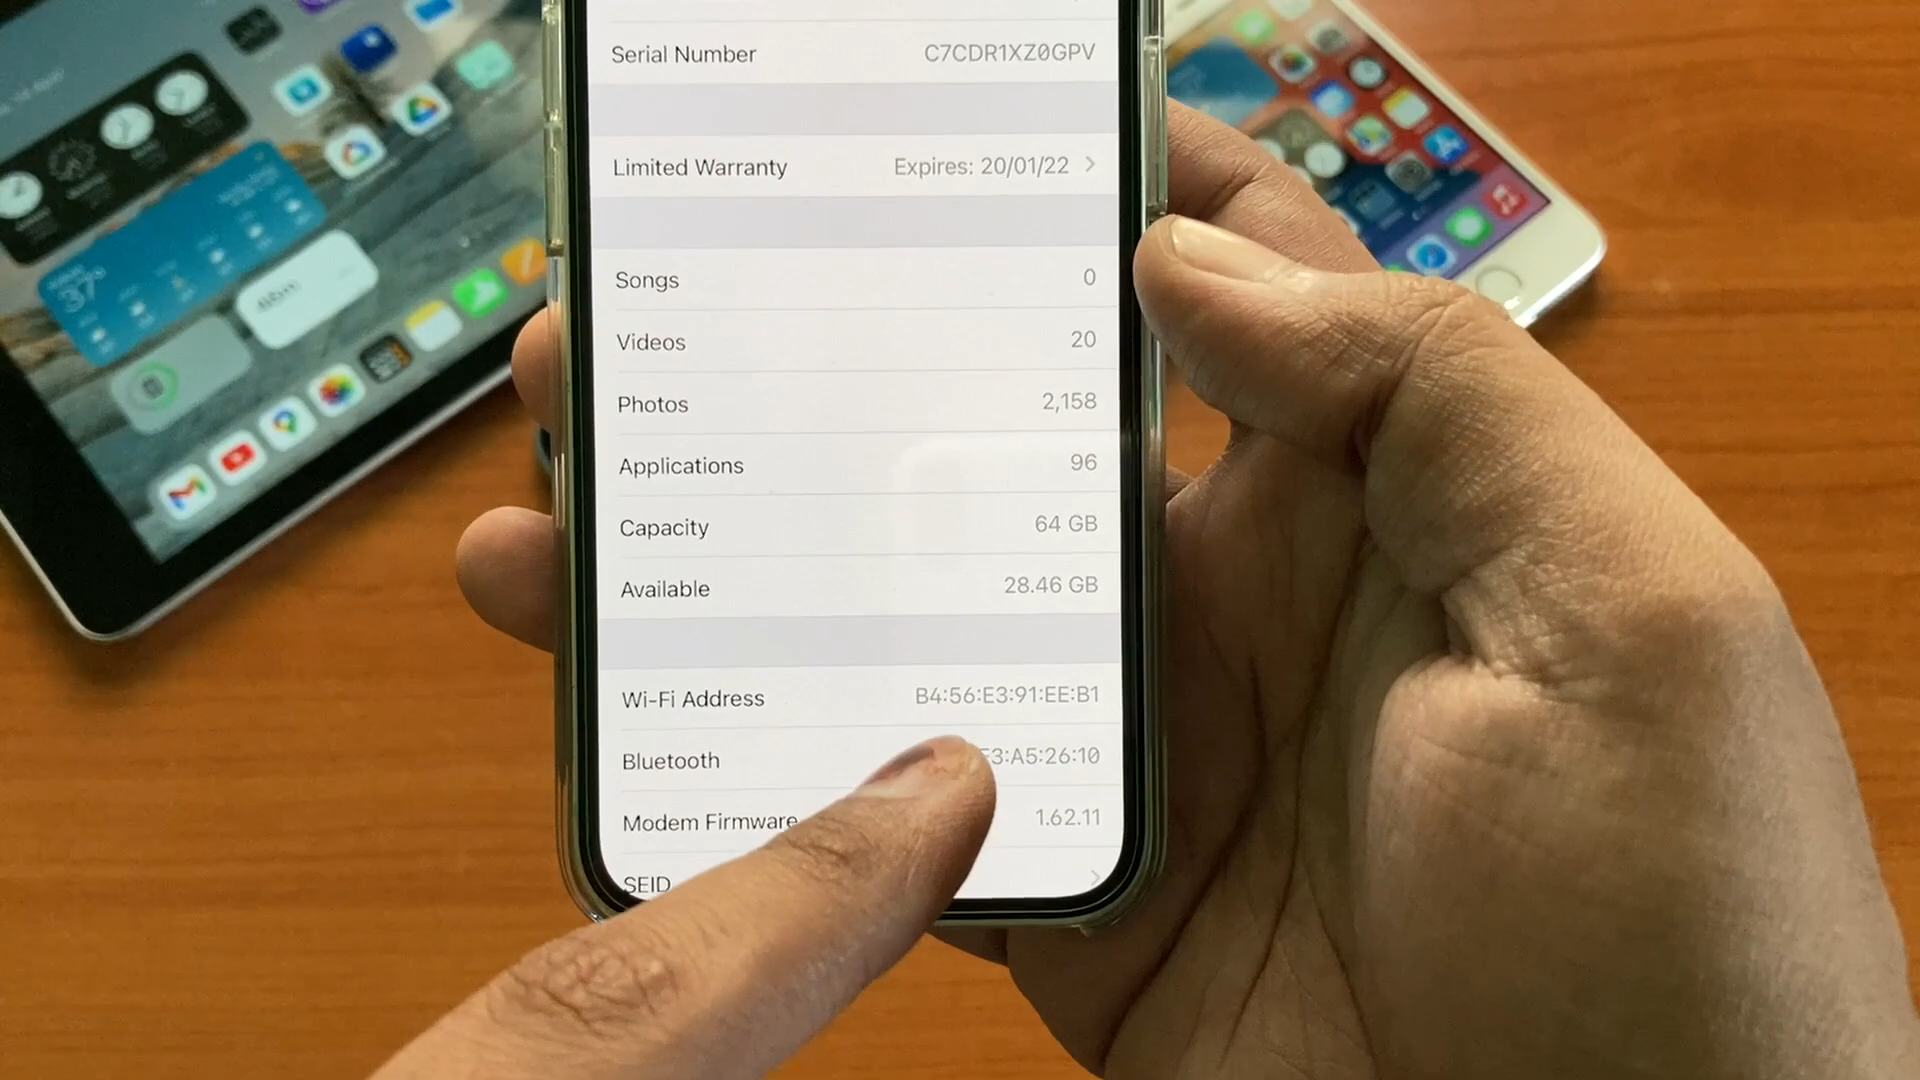 Serial Number C7CDR1XZ0GPV
Limited Warranty Expires: 20/01/22
Songs 0
Videos 20
Photos 2,158
Applications 96
Capacity 64 GB
Available 28.46 GB
Wi-Fi Address B4:56:E3:91:EE:B1
Bluetooth 3:A5:26:10
Modem Firmware 1.62.11
SEID
37°